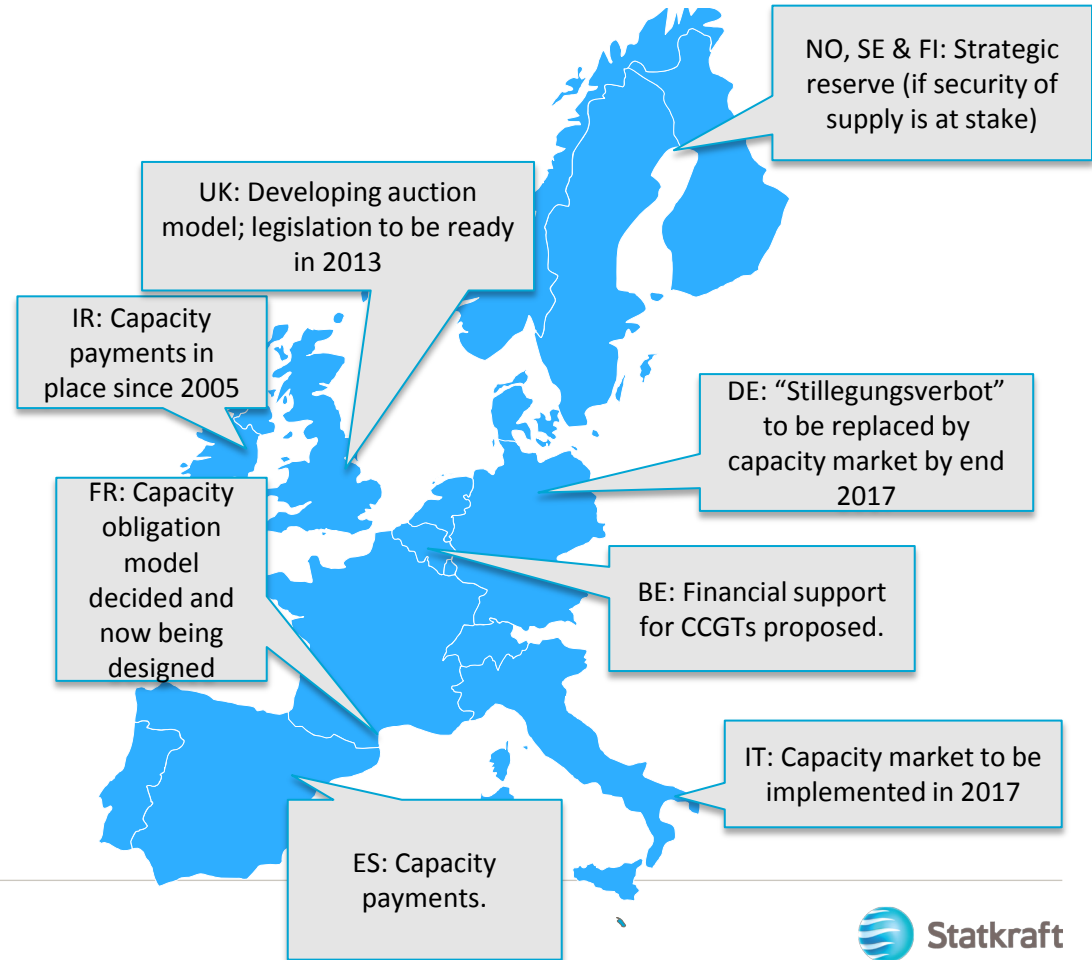 NO, SE & FI: Strategic
reserve (if security of
supply is at stake)
UK: Developing auction
model; legislation to be ready
in 2013
IR: Capacity
payments in
place since 2005
DE: “Stillegungsverbot”
to be replaced by
capacity market by end
2017
FR: Capacity
obligation
model
decided and
now being
designed
BE: Financial support
for CCGTs proposed.
IT: Capacity market to be
implemented in 2017
ES: Capacity
payments.
Statkraft